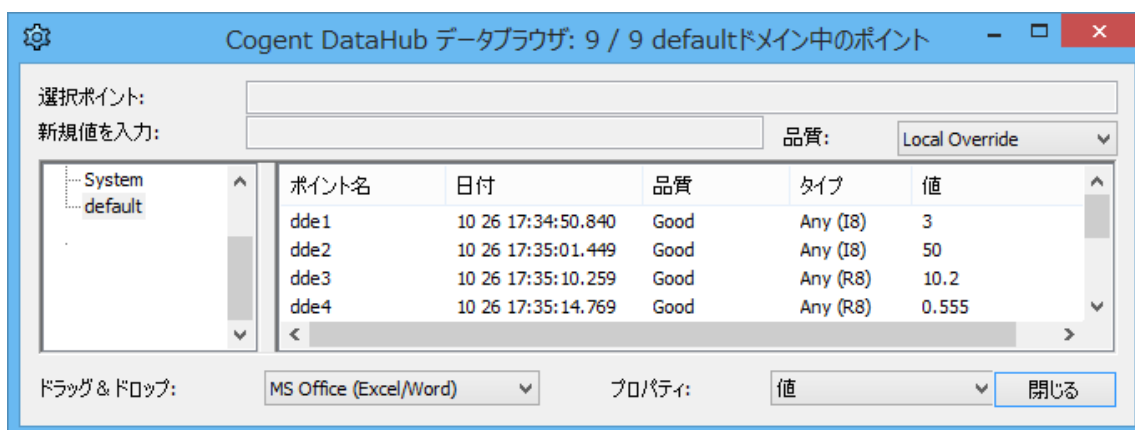 Cogent DataHub データブラウザ: 9 / 9 defaultドメイン中のポイント
選択ポイント:
新規値を入力: 品質: Local Override
System
default
ポイント名 日付 品質 タイプ 値
dde1 10 26 17:34:50.840 Good Any (I8) 3
dde2 10 26 17:35:01.449 Good Any (I8) 50
dde3 10 26 17:35:10.259 Good Any (R8) 10.2
dde4 10 26 17:35:14.769 Good Any (R8) 0.555
ドラッグ & ドロップ: MS Office (Excel/Word) プロパティ: 値 閉じる